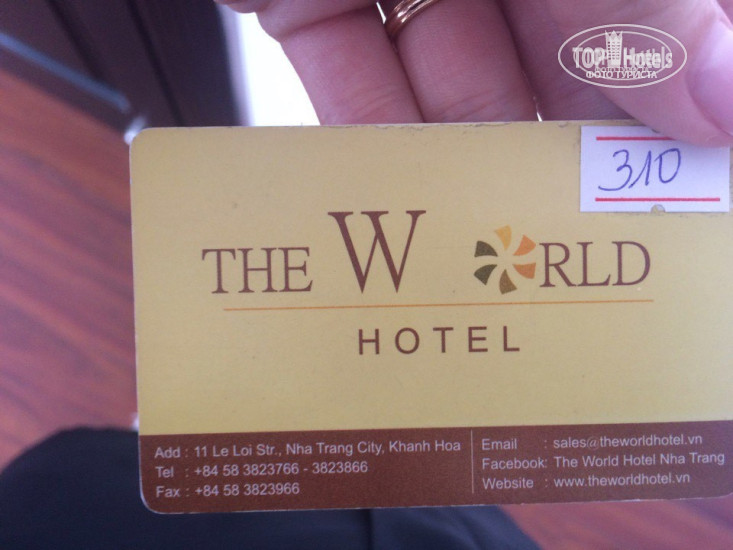 TOP Hotels
ФОТО ТУРИСТА
310
THE W RLD
HOTEL
Add : 11 Le Loi Str., Nha Trang City, Khanh Hoa
Tel : +84 58 3823766 - 3823866
Fax : +84 58 3823966
Email : sales@theworldhotel.vn
Facebook: The World Hotel Nha Trang
Website : www.theworldhotel.vn